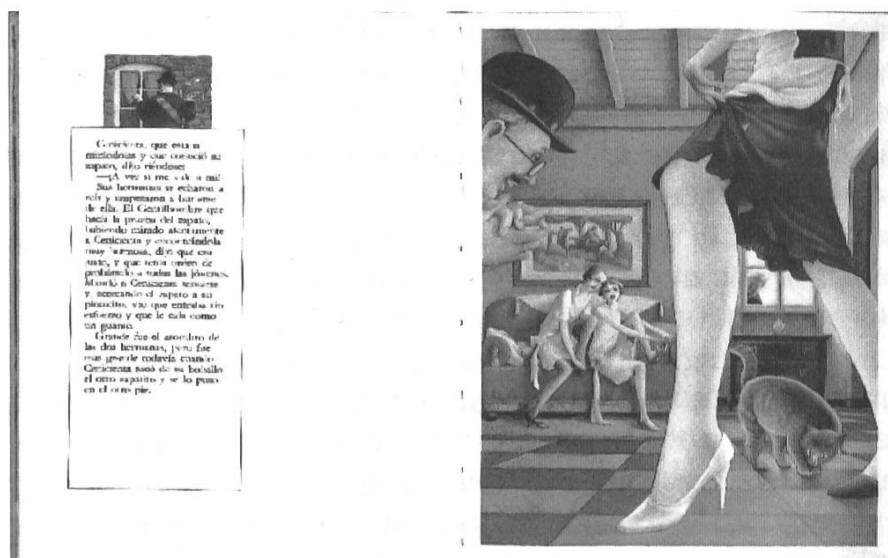 Cenicienta, que esta a
mirándolas y que conoció su
zapato, dijo riéndose:
—¡A ver si me vale a mí!
Sus hermanas se echaron a
reír y empezaron a burlarse
de ella. El Gentilhombre que
hacía la prueba del zapato,
habiendo mirado atentamente
a Cenicienta y encontrándola
muy hermosa, dijo que era
justo, y que tenía orden de
probárselo a todas las jóvenes.
a Cenicienta sentarse
y, acercando el zapato a su
piececito, vio que entraba sin
esfuerzo y que le caía como
un guante.
Grande fue el asombro de
las dos hermanas, pero fue
más grande todavía cuando
Cenicienta sacó de su bolsillo
el otro zapatito y se lo puso
en el otro pie.